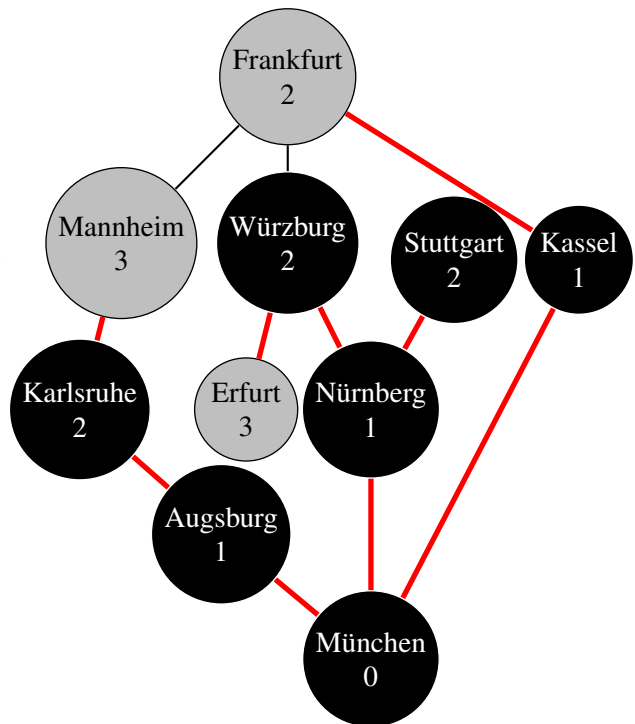 Frankfurt
2
Mannheim
3
Würzburg
2
Stuttgart
2
Kassel
1
Karlsruhe
2
Erfurt
3
Nürnberg
1
Augsburg
1
München
0